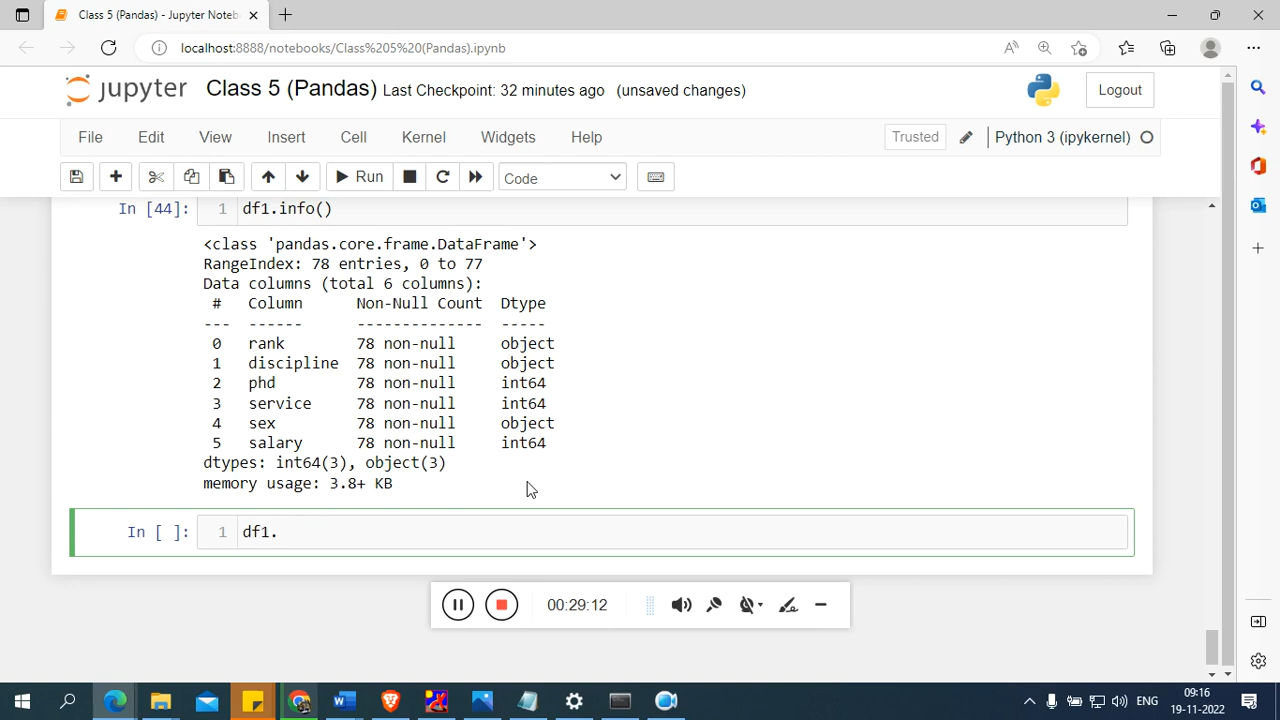 Class 5 (Pandas) - Jupyter Noteb
localhost:8888/notebooks/Class%205%20(Pandas).ipynb
jupyter Class 5 (Pandas) Last Checkpoint: 32 minutes ago (unsaved changes)
Logout
File Edit View Insert Cell Kernel Widgets Help
Trusted Python 3 (ipykernel)
Run Code
In [44]: 1 df1.info()
<class 'pandas.core.frame.DataFrame'>
RangeIndex: 78 entries, 0 to 77
Data columns (total 6 columns):
# Column Non-Null Count Dtype
--- ------ -------------- -----
0 rank 78 non-null object
1 discipline 78 non-null object
2 phd 78 non-null int64
3 service 78 non-null int64
4 sex 78 non-null object
5 salary 78 non-null int64
dtypes: int64(3), object(3)
memory usage: 3.8+ KB
In [ ]: 1 df1.
00:29:12
ENG
09:16
19-11-2022